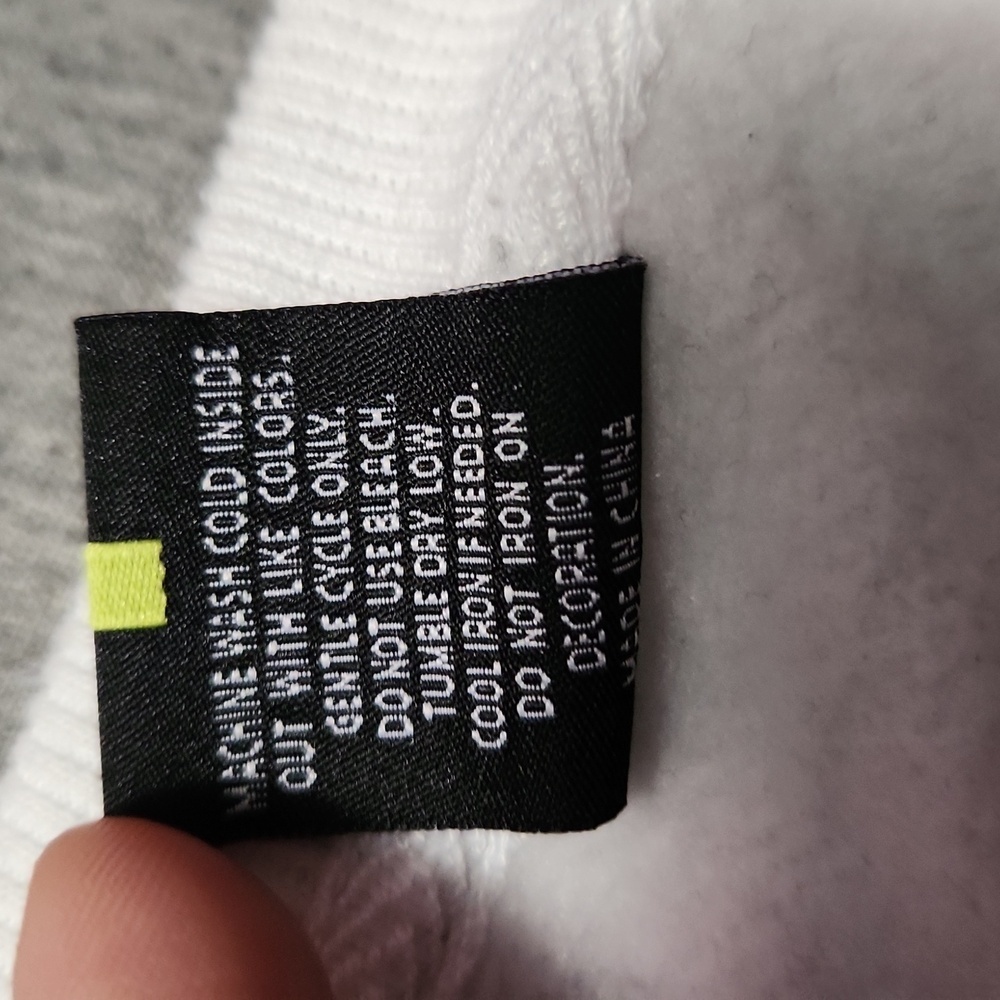 MACHINE WASH COLD INSIDE
OUT WITH LIKE COLORS.
GENTLE CYCLE ONLY.
DO NOT USE BLEACH.
TUMBLE DRY LOW.
COOL IRON IF NEEDED.
DO NOT IRON ON
DECORATION.
MADE IN CHINA